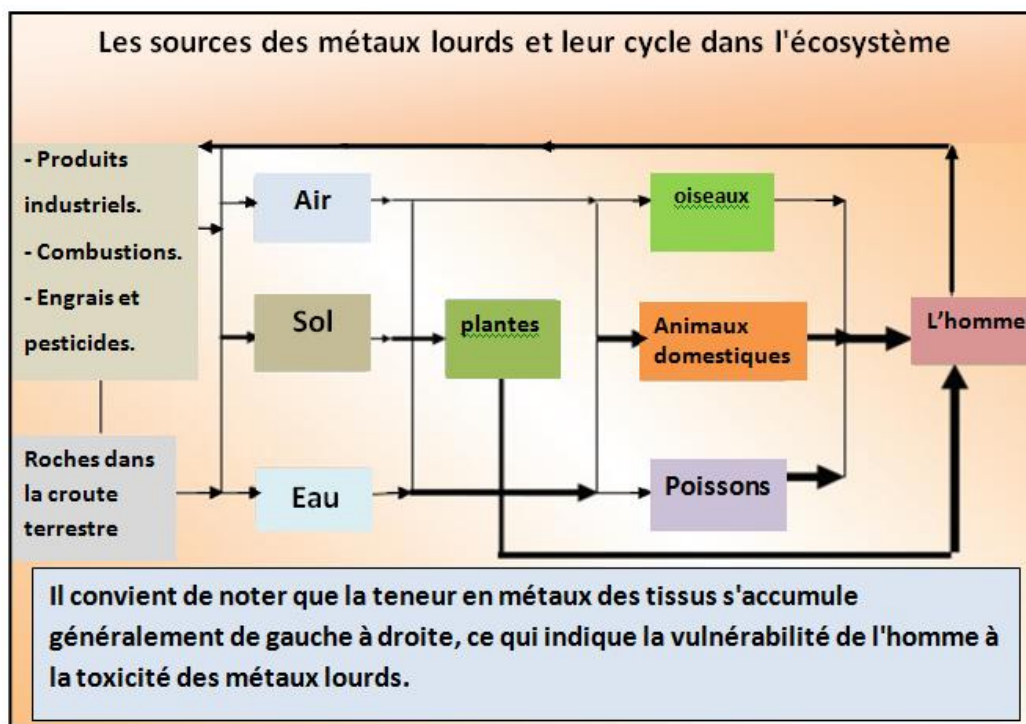 Les sources des métaux lourds et leur cycle dans l'écosystème
- Produits
industriels.
- Combustions.
- Engrais et
pesticides.
Roches dans
la croute
terrestre
Air
Sol
Eau
plantes
oiseaux
Animaux
domestiques
Poissons
L’homme
Il convient de noter que la teneur en métaux des tissus s'accumule
généralement de gauche à droite, ce qui indique la vulnérabilité de l'homme à
la toxicité des métaux lourds.